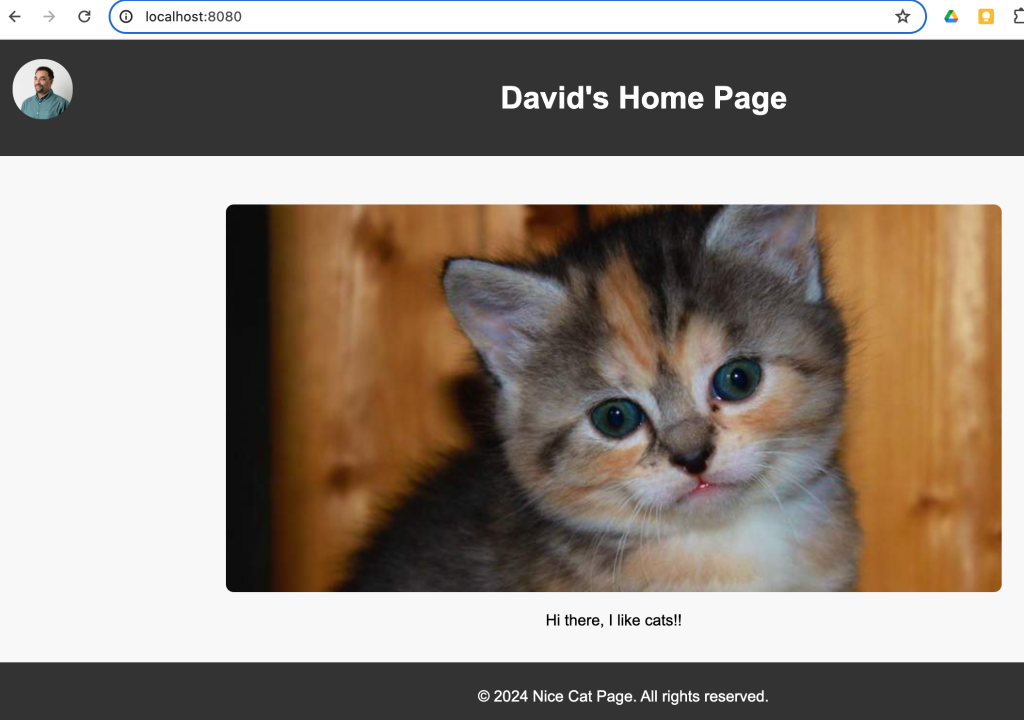 localhost:8080
David's Home Page
Hi there, I like cats!!
© 2024 Nice Cat Page. All rights reserved.